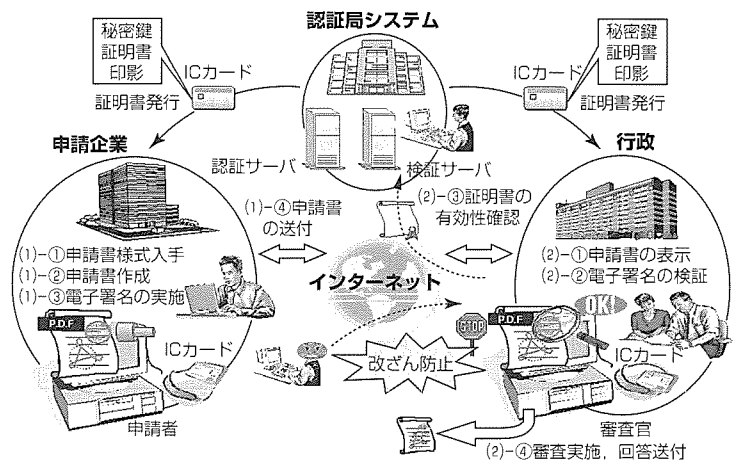 認証局システム
秘密鍵
証明書
印影
ICカード
証明書発行
秘密鍵
証明書
印影
ICカード
証明書発行
申請企業
行政
認証サーバ
検証サーバ
(1)-④申請書
の送付
(2)-③証明書の
有効性確認
(1)-①申請書様式入手
(1)-②申請書作成
(1)-③電子署名の実施
(2)-①申請書の表示
(2)-②電子署名の検証
インターネット
PDF
ICカード
申請者
改ざん防止
STOP
PDF
OK!
ICカード
審査官
(2)-④審査実施，回答送付